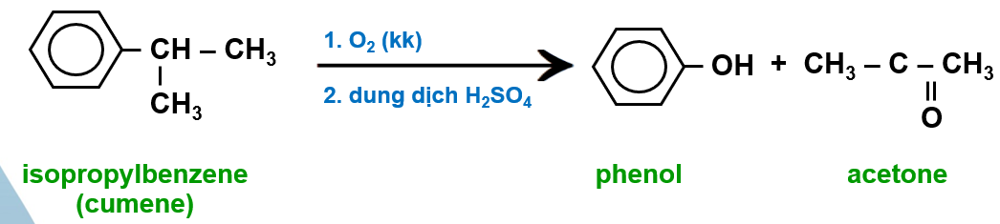 CH – CH₃
CH₃
1. O₂ (kk)
2. dung dịch H₂SO₄
OH + CH₃ – C – CH₃
O
isopropylbenzene
(cumene)
phenol
acetone